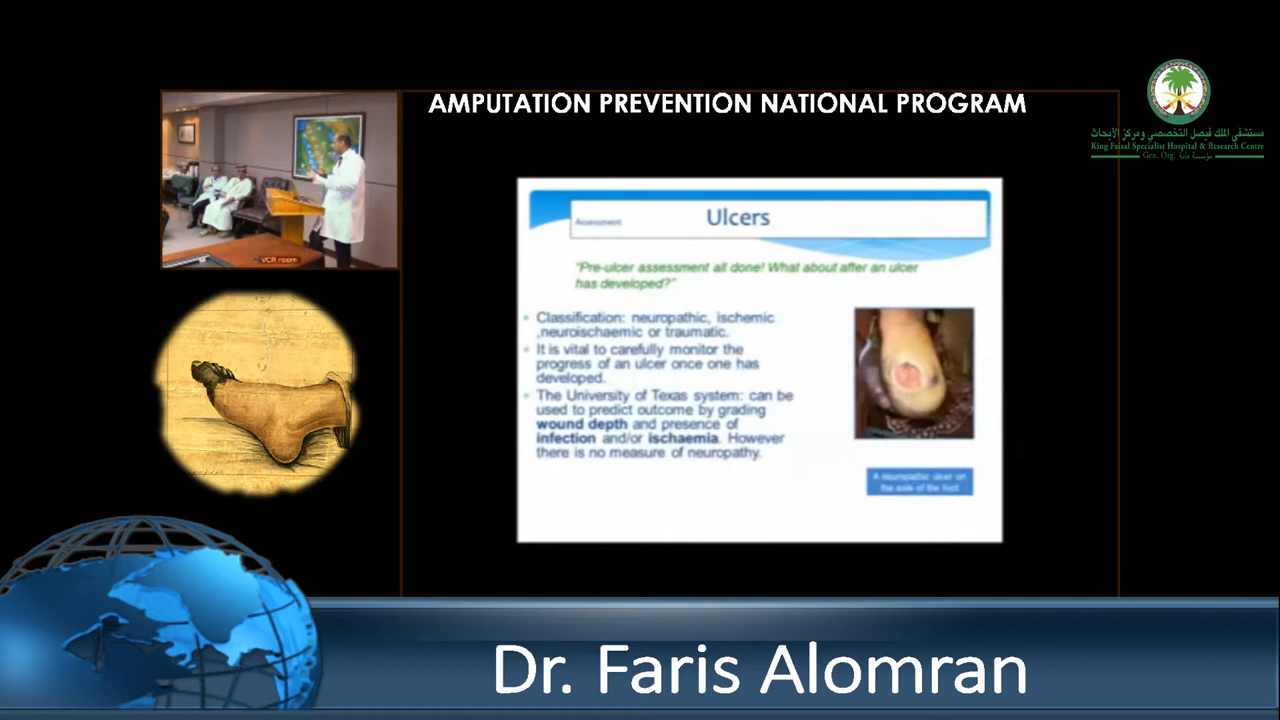 AMPUTATION PREVENTION NATIONAL PROGRAM
مستشفى الملك فيصل التخصصي ومركز الأبحاث
King Faisal Specialist Hospital & Research Centre
Gen. Org. مؤسسة عامة
VCR room
Assessment
Ulcers
"Pre-ulcer assessment all done! What about after an ulcer
has developed?"
Classification: neuropathic, ischemic
,neuroischaemic or traumatic.
It is vital to carefully monitor the
progress of an ulcer once one has
developed.
The University of Texas system: can be
used to predict outcome by grading
wound depth and presence of
infection and/or ischaemia. However
there is no measure of neuropathy.
A neuropathic ulcer on
the sole of the foot
Dr. Faris Alomran